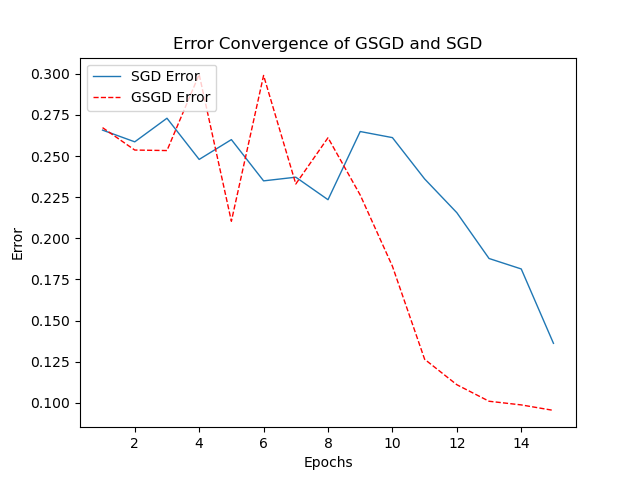 Error Convergence of GSGD and SGD
SGD Error
GSGD Error
0.300
0.275
0.250
0.225
0.200
0.175
0.150
0.125
0.100
Error
2 4 6 8 10 12 14
Epochs